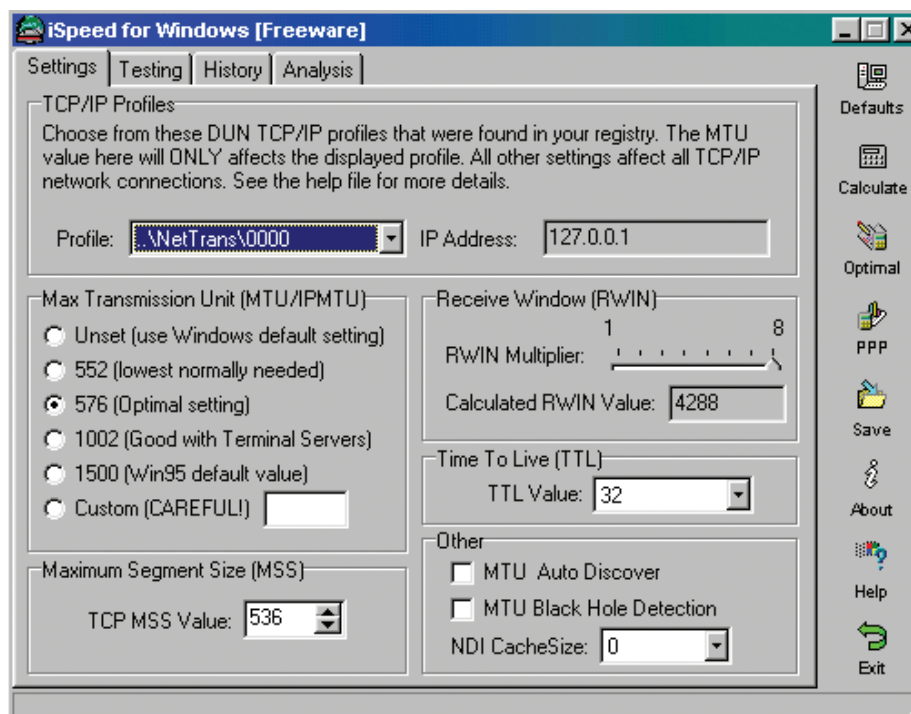 iSpeed for Windows [Freeware]
Settings Testing History Analysis
TCP/IP Profiles
Choose from these DUN TCP/IP profiles that were found in your registry. The MTU
value here will ONLY affects the displayed profile. All other settings affect all TCP/IP
network connections. See the help file for more details.
Profile: ..\NetTrans\0000 IP Address: 127.0.0.1
Max Transmission Unit (MTU/IPMTU)
Unset (use Windows default setting)
552 (lowest normally needed)
576 (Optimal setting)
1002 (Good with Terminal Servers)
1500 (Win95 default value)
Custom (CAREFUL!)
Maximum Segment Size (MSS)
TCP MSS Value: 536
Receive Window (RWIN)
1 8
RWIN Multiplier:
Calculated RWIN Value: 4288
Time To Live (TTL)
TTL Value: 32
Other
MTU Auto Discover
MTU Black Hole Detection
NDI CacheSize: 0
Defaults
Calculate
Optimal
PPP
Save
About
Help
Exit